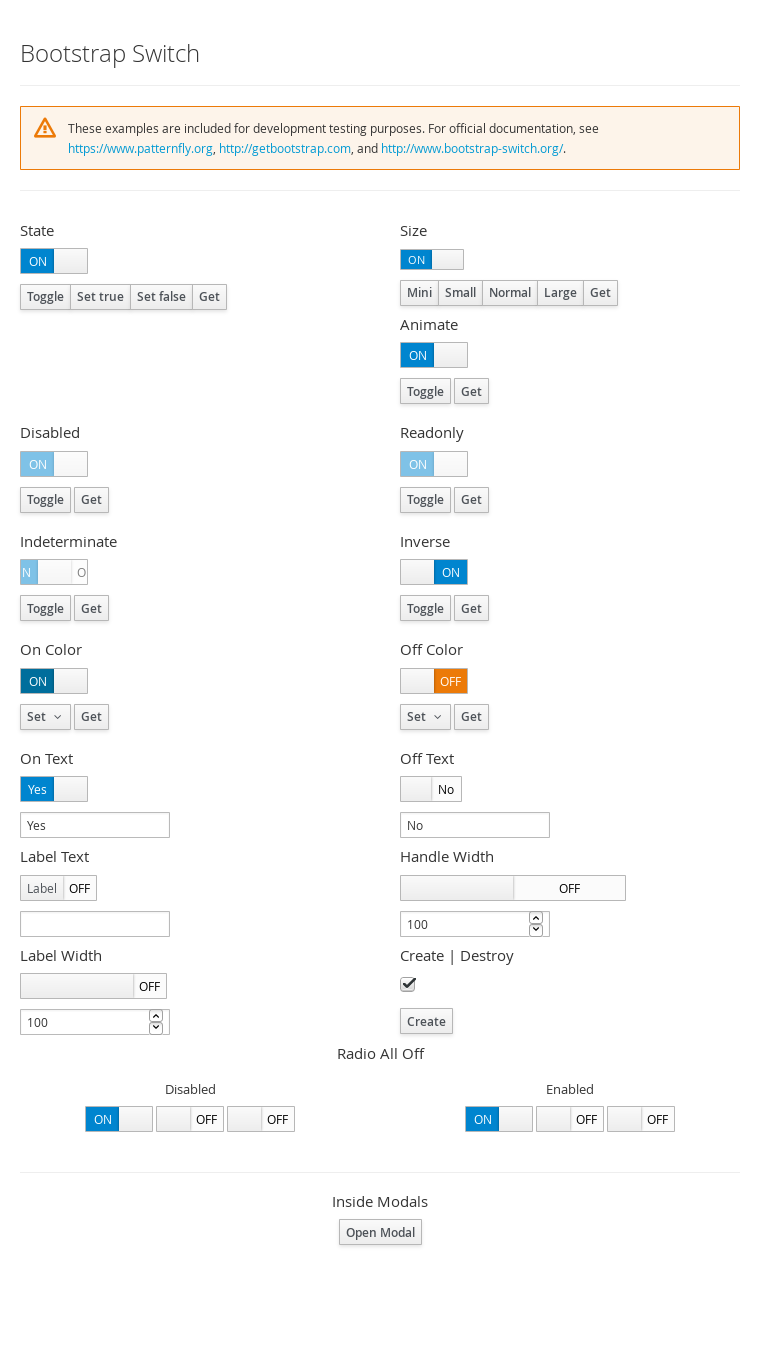 Bootstrap Switch
These examples are included for development testing purposes. For official documentation, see
https://www.patternfly.org, http://getbootstrap.com, and http://www.bootstrap-switch.org/.
State
ON
Toggle Set true Set false Get
Size
ON
Mini Small Normal Large Get
Animate
ON
Toggle Get
Disabled
ON
Toggle Get
Readonly
ON
Toggle Get
Indeterminate
N O
Toggle Get
Inverse
ON
Toggle Get
On Color
ON
Set Get
Off Color
OFF
Set Get
On Text
Yes
Yes
Off Text
No
No
Label Text
Label OFF
Handle Width
OFF
100
Label Width
OFF
100
Create | Destroy
Create
Radio All Off
Disabled
ON OFF OFF
Enabled
ON OFF OFF
Inside Modals
Open Modal